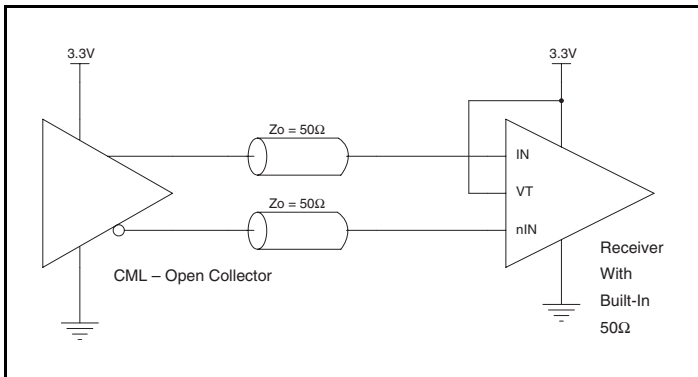 3.3V
3.3V
Zo = 50Ω
IN
VT
Zo = 50Ω
nIN
CML – Open Collector
Receiver
With
Built-In
50Ω